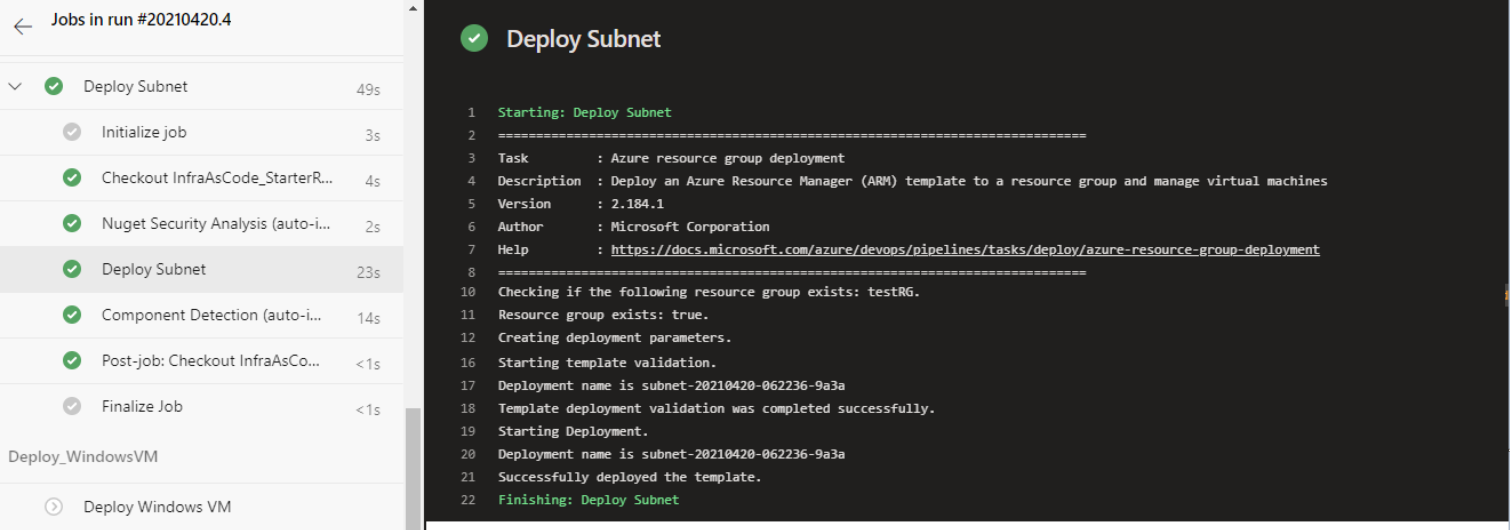 Jobs in run #20210420.4
Deploy Subnet 49s
Initialize job 3s
Checkout InfraAsCode_StarterR... 4s
Nuget Security Analysis (auto-i... 2s
Deploy Subnet 23s
Component Detection (auto-i... 14s
Post-job: Checkout InfraAsCo... <1s
Finalize Job <1s
Deploy_WindowsVM
Deploy Windows VM
Deploy Subnet
1 Starting: Deploy Subnet
2 ==============================================================================
3 Task : Azure resource group deployment
4 Description : Deploy an Azure Resource Manager (ARM) template to a resource group and manage virtual machines
5 Version : 2.184.1
6 Author : Microsoft Corporation
7 Help : https://docs.microsoft.com/azure/devops/pipelines/tasks/deploy/azure-resource-group-deployment
8 ==============================================================================
10 Checking if the following resource group exists: testRG.
11 Resource group exists: true.
12 Creating deployment parameters.
16 Starting template validation.
17 Deployment name is subnet-20210420-062236-9a3a
18 Template deployment validation was completed successfully.
19 Starting Deployment.
20 Deployment name is subnet-20210420-062236-9a3a
21 Successfully deployed the template.
22 Finishing: Deploy Subnet